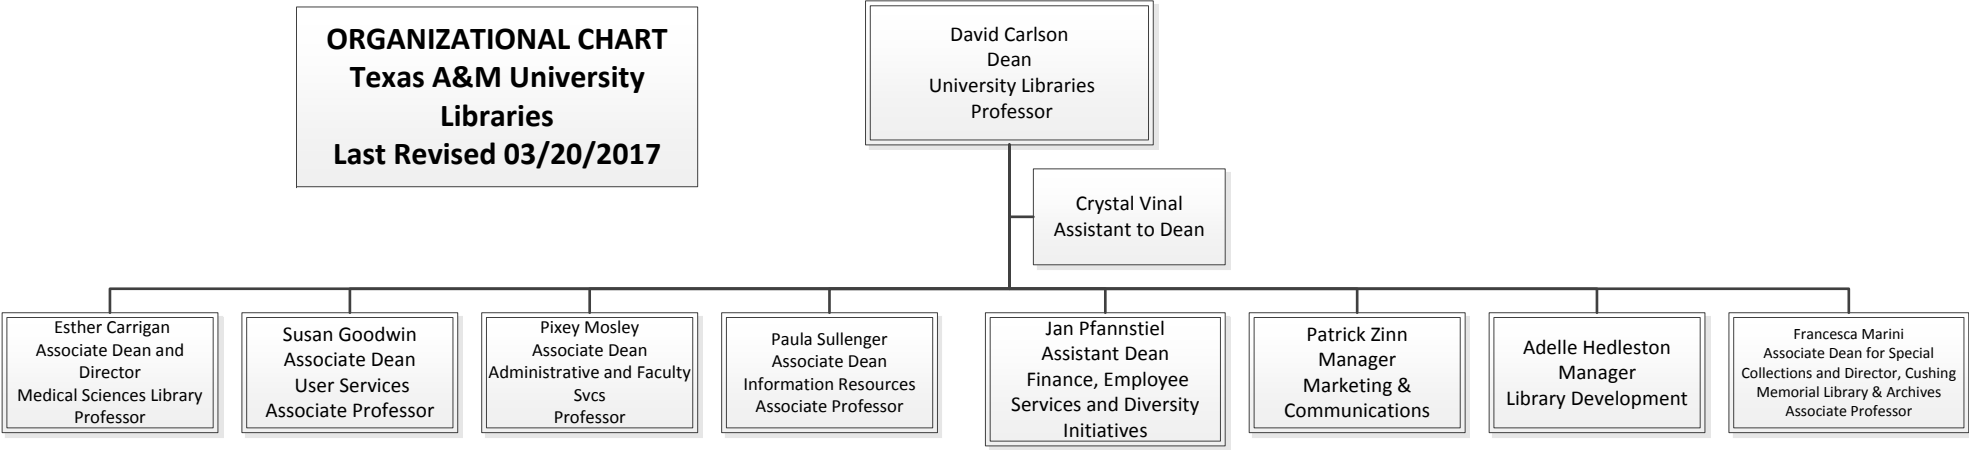 ORGANIZATIONAL CHART
Texas A&M University
Libraries
Last Revised 03/20/2017
David Carlson
Dean
University Libraries
Professor
Crystal Vinal
Assistant to Dean
Esther Carrigan
Associate Dean and
Director
Medical Sciences Library
Professor
Susan Goodwin
Associate Dean
User Services
Associate Professor
Pixey Mosley
Associate Dean
Administrative and Faculty
Svcs
Professor
Paula Sullenger
Associate Dean
Information Resources
Associate Professor
Jan Pfannstiel
Assistant Dean
Finance, Employee
Services and Diversity
Initiatives
Patrick Zinn
Manager
Marketing &
Communications
Adelle Hedleston
Manager
Library Development
Francesca Marini
Associate Dean for Special
Collections and Director, Cushing
Memorial Library & Archives
Associate Professor